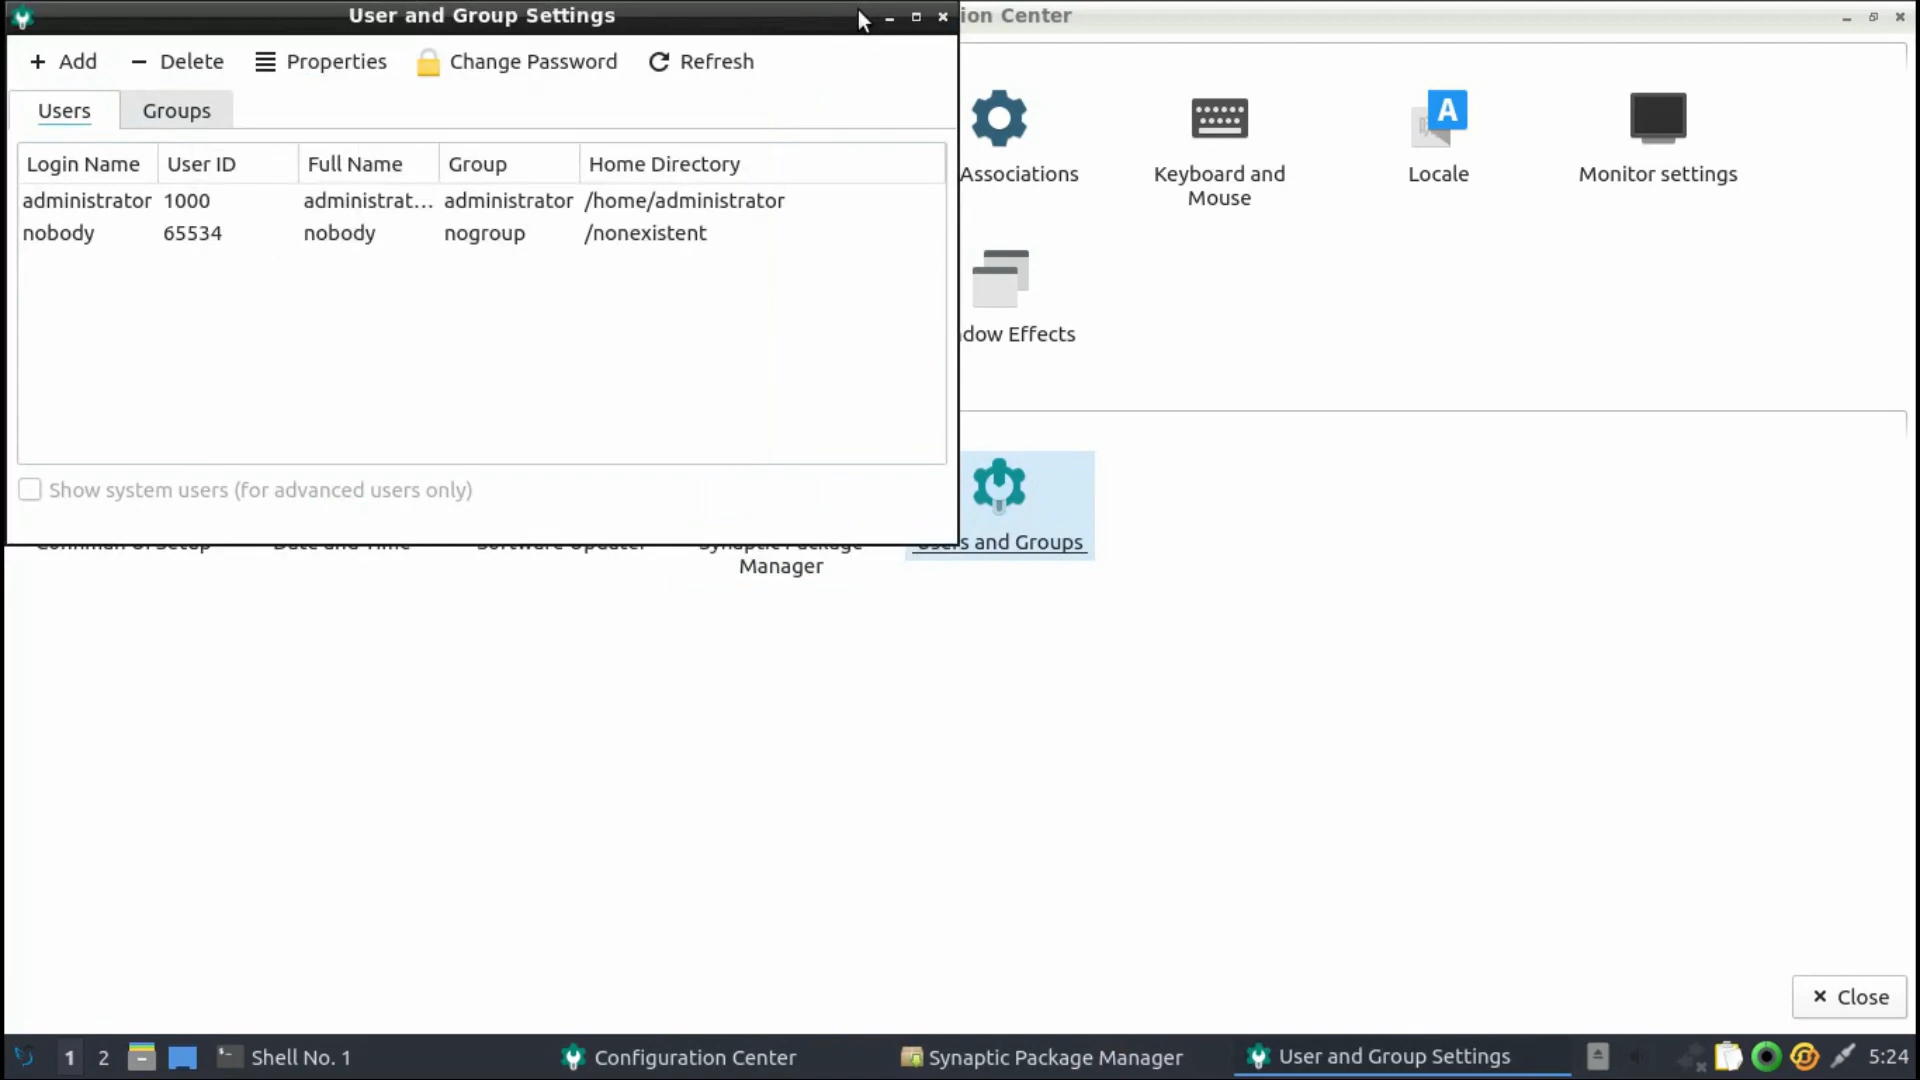 User and Group Settings
ion Center
Add
Delete
Properties
Change Password
Refresh
Users
Groups
Login Name
User ID
Full Name
Group
Home Directory
administrator
1000
administrat...
administrator
/home/administrator
nobody
65534
nobody
nogroup
/nonexistent
Show system users (for advanced users only)
Associations
Keyboard and
Mouse
A
Locale
Monitor settings
dow Effects
Manager
Users and Groups
Close
1
2
Shell No. 1
Configuration Center
Synaptic Package Manager
User and Group Settings
5:24